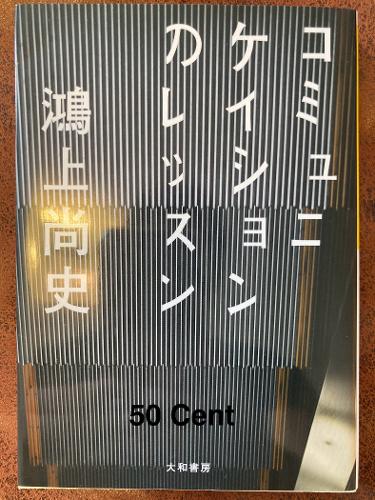 コミュニ
ケイション
のレッスン
鴻上尚史
50 Cent
大和書房